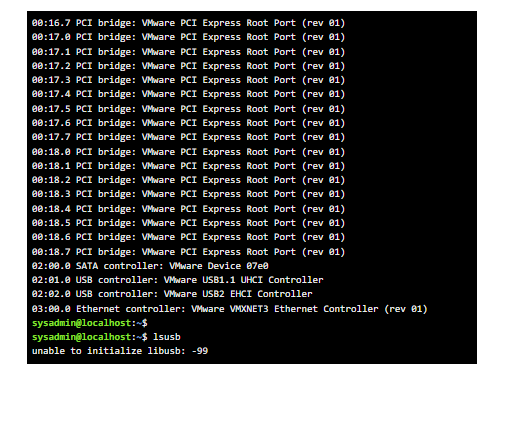 00:16.7 PCI bridge: VMware PCI Express Root Port (rev 01)
00:17.0 PCI bridge: VMware PCI Express Root Port (rev 01)
00:17.1 PCI bridge: VMware PCI Express Root Port (rev 01)
00:17.2 PCI bridge: VMware PCI Express Root Port (rev 01)
00:17.3 PCI bridge: VMware PCI Express Root Port (rev 01)
00:17.4 PCI bridge: VMware PCI Express Root Port (rev 01)
00:17.5 PCI bridge: VMware PCI Express Root Port (rev 01)
00:17.6 PCI bridge: VMware PCI Express Root Port (rev 01)
00:17.7 PCI bridge: VMware PCI Express Root Port (rev 01)
00:18.0 PCI bridge: VMware PCI Express Root Port (rev 01)
00:18.1 PCI bridge: VMware PCI Express Root Port (rev 01)
00:18.2 PCI bridge: VMware PCI Express Root Port (rev 01)
00:18.3 PCI bridge: VMware PCI Express Root Port (rev 01)
00:18.4 PCI bridge: VMware PCI Express Root Port (rev 01)
00:18.5 PCI bridge: VMware PCI Express Root Port (rev 01)
00:18.6 PCI bridge: VMware PCI Express Root Port (rev 01)
00:18.7 PCI bridge: VMware PCI Express Root Port (rev 01)
02:00.0 SATA controller: VMware Device 07e0
02:01.0 USB controller: VMware USB1.1 UHCI Controller
02:02.0 USB controller: VMware USB2 EHCI Controller
03:00.0 Ethernet controller: VMware VMXNET3 Ethernet Controller (rev 01)
sysadmin@localhost:~$
sysadmin@localhost:~$ lsusb
unable to initialize libusb: -99